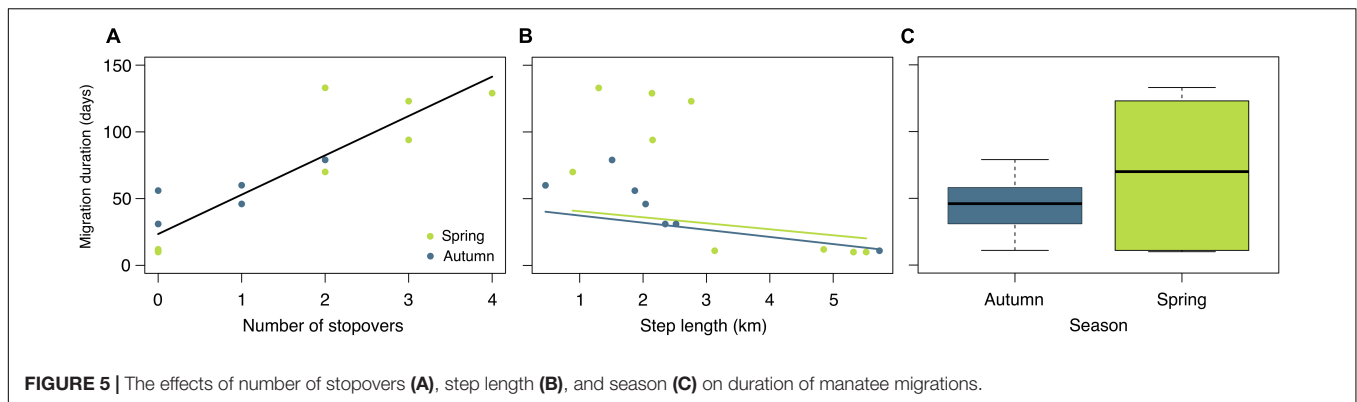 A
B
C
Migration duration (days)
150
100
50
0
Spring
Autumn
0 1 2 3 4
Number of stopovers
1 2 3 4 5
Step length (km)
Autumn Spring
Season
FIGURE 5 | The effects of number of stopovers (A), step length (B), and season (C) on duration of manatee migrations.